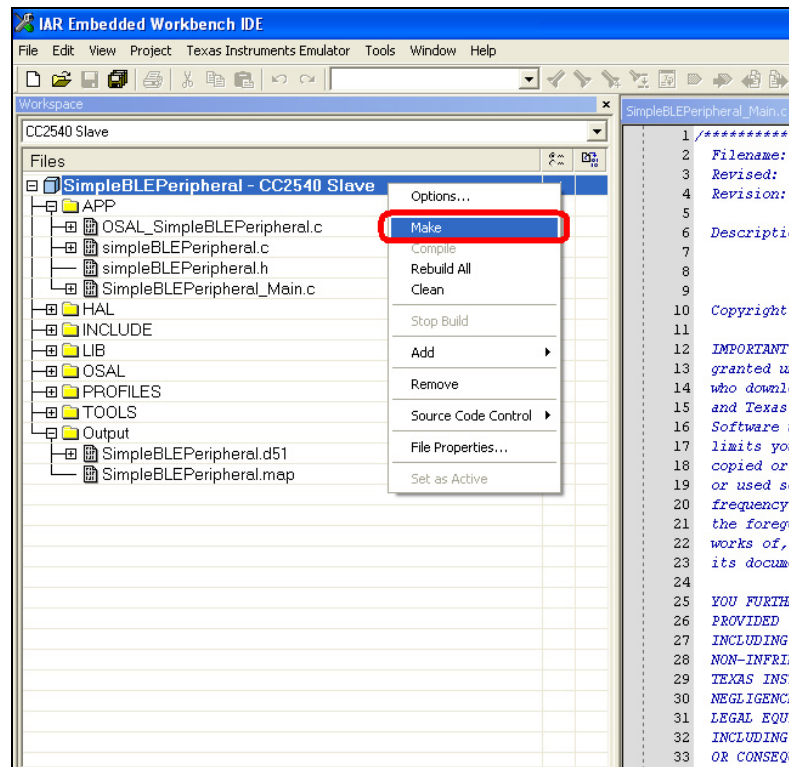 IAR Embedded Workbench IDE
File Edit View Project Texas Instruments Emulator Tools Window Help
Workspace
CC2540 Slave
Files
SimpleBLEPeripheral - CC2540 Slave
APP
OSAL_SimpleBLEPeripheral.c
simpleBLEPeripheral.c
simpleBLEPeripheral.h
SimpleBLEPeripheral_Main.c
HAL
INCLUDE
LIB
OSAL
PROFILES
TOOLS
Output
SimpleBLEPeripheral.d51
SimpleBLEPeripheral.map
Options...
Make
Compile
Rebuild All
Clean
Stop Build
Add
Remove
Source Code Control
File Properties...
Set as Active
SimpleBLEPeripheral_Main.c
1 /**********
2 Filename:
3 Revised:
4 Revision:
5
6 Descripti
7
8
9
10 Copyright
11
12 IMPORTANT
13 granted u
14 who downl
15 and Texas
16 Software
17 limits yo
18 copied or
19 or used s
20 frequency
21 the foreg
22 works of,
23 its docum
24
25 YOU FURTH
26 PROVIDED
27 INCLUDING
28 NON-INFRI
29 TEXAS INS
30 NEGLIGENC
31 LEGAL EQU
32 INCLUDING
33 OR CONSEQ